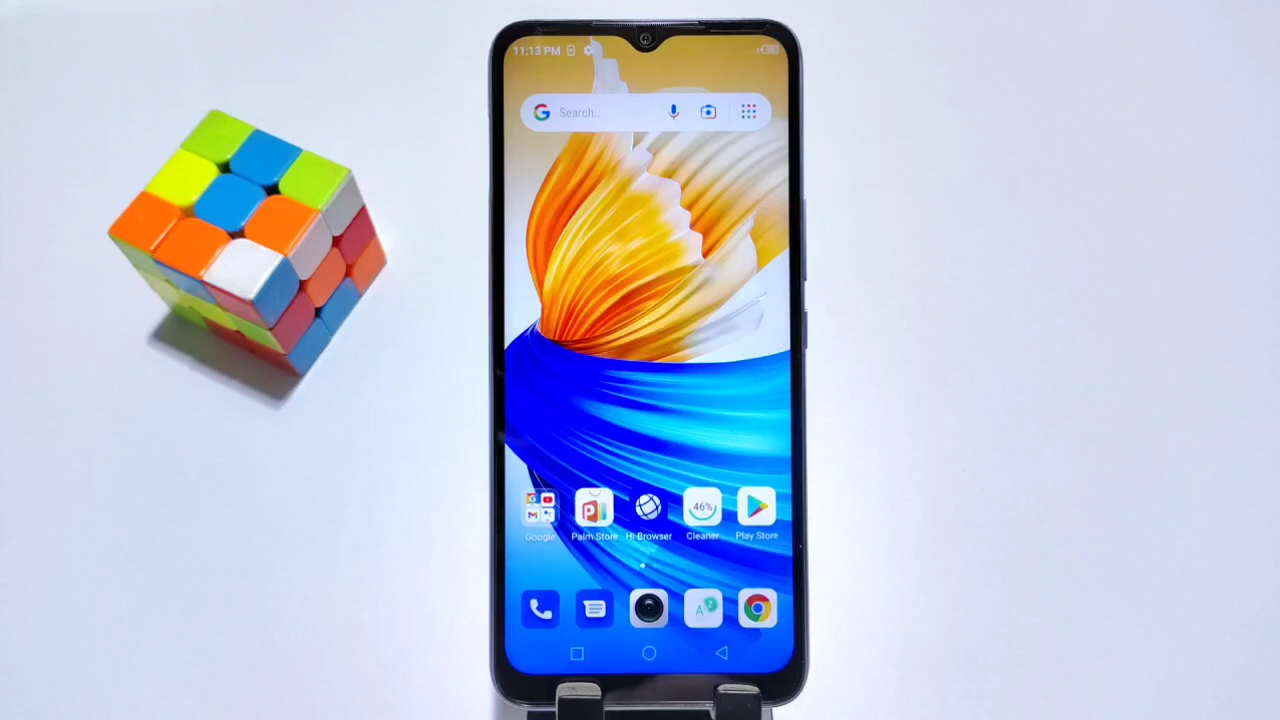 11:13 PM
Search..
46%
Google Palm Store Hi Browser Cleaner Play Store
A Z